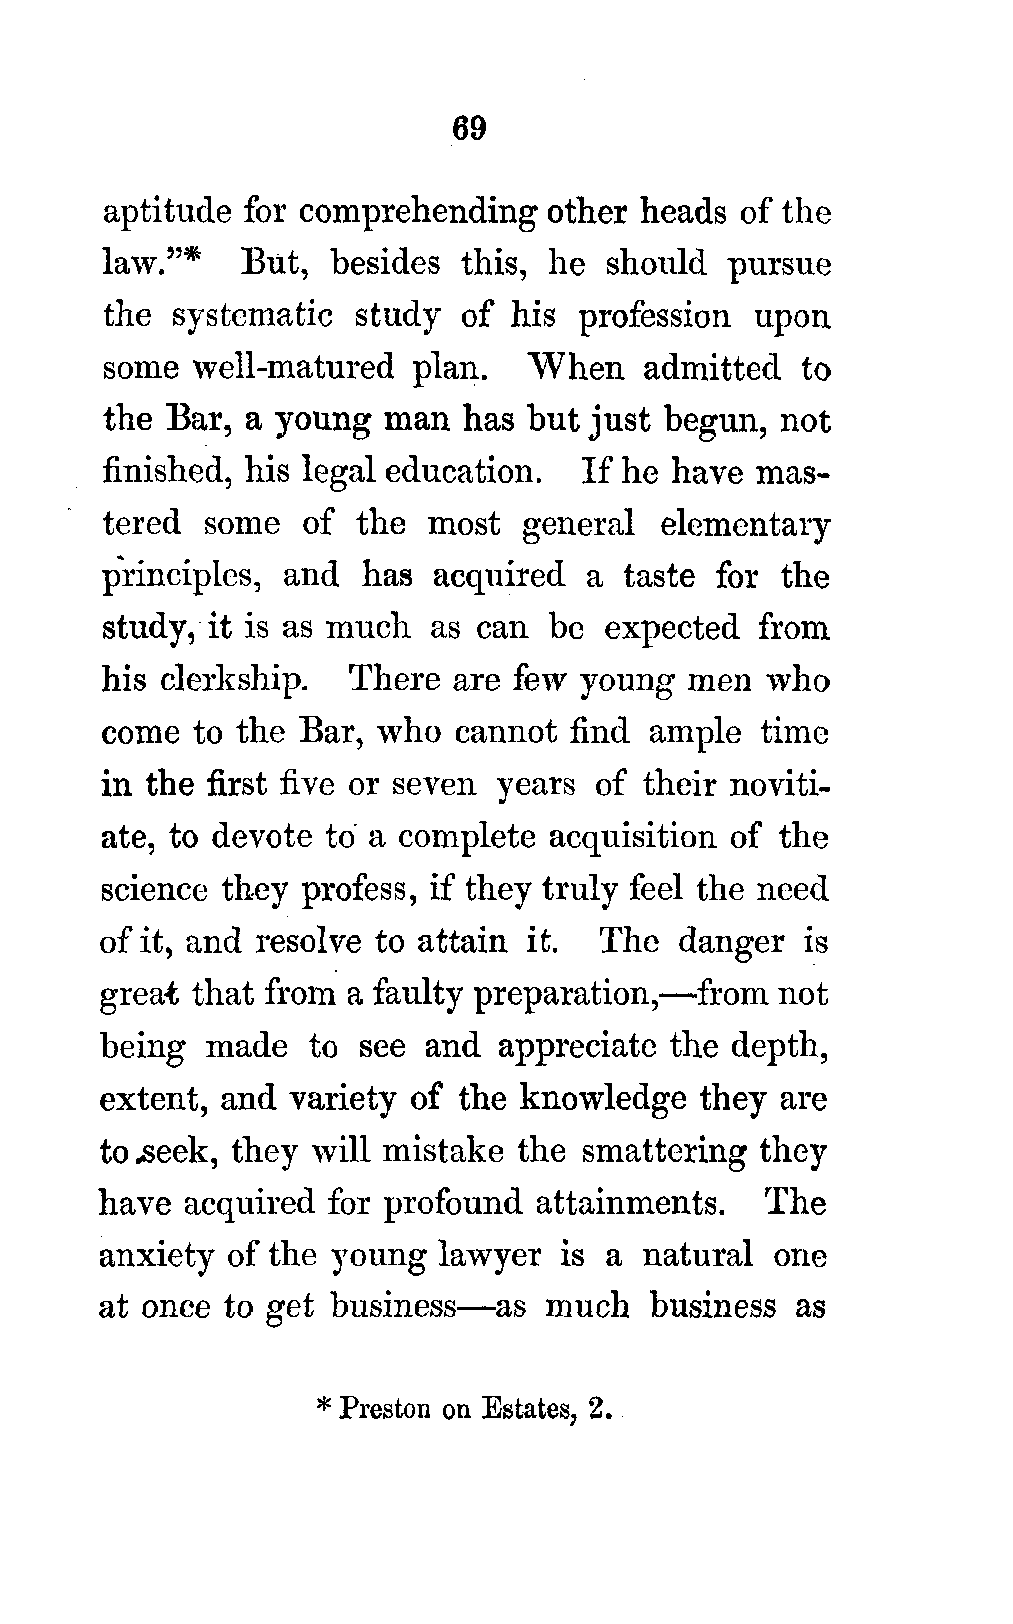 69
aptitude for comprehending other heads of the
law."* But, besides this, he should pursue
the systematic study of his profession upon
some well-matured plan. When admitted to
the Bar, a young man has but just begun, not
finished, his legal education. If he have mas-
tered some of the most general elementary
principles, and has acquired a taste for the
study, it is as much as can be expected from
his clerkship. There are few young men who
come to the Bar, who cannot find ample time
in the first five or seven years of their noviti-
ate, to devote to a complete acquisition of the
science they profess, if they truly feel the need
of it, and resolve to attain it. The danger is
great that from a faulty preparation,—from not
being made to see and appreciate the depth,
extent, and variety of the knowledge they are
to seek, they will mistake the smattering they
have acquired for profound attainments. The
anxiety of the young lawyer is a natural one
at once to get business—as much business as
* Preston on Estates, 2.